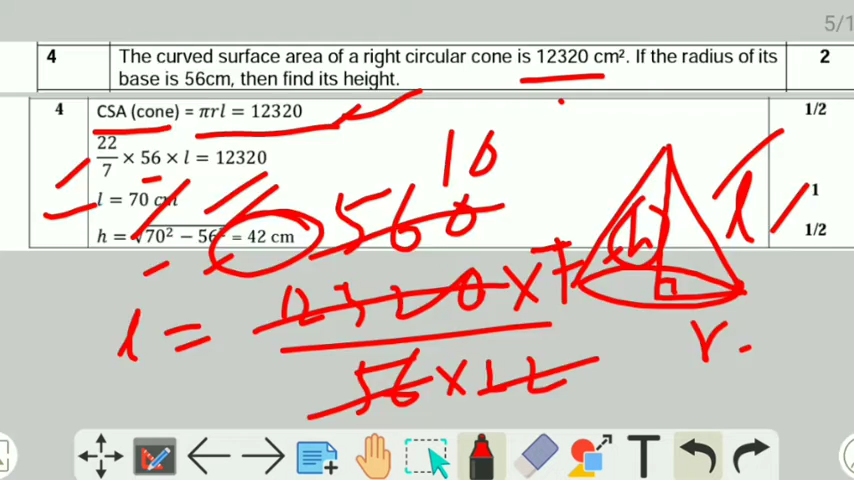 5/1
4 The curved surface area of a right circular cone is 12320 cm². If the radius of its 2
base is 56cm, then find its height.
4 CSA (cone) = πrl = 12320 1/2
22/7 × 56 × l = 12320
l = 70 cm 1
h = √70² − 56² = 42 cm 1/2
10
560
l = 12320 × 7
56 × 22
h
l
r
T